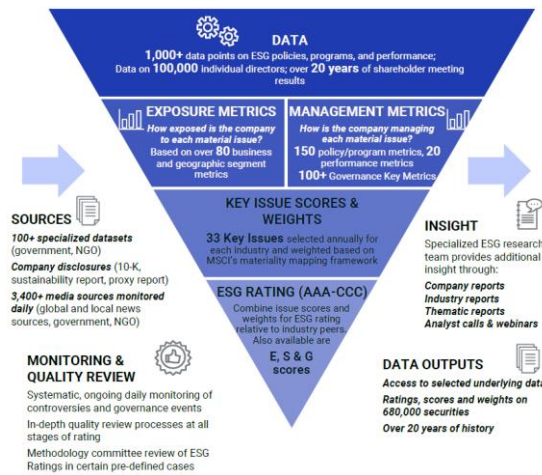 DATA
1,000+ data points on ESG policies, programs, and performance;
Data on 100,000 individual directors; over 20 years of shareholder meeting
results
EXPOSURE METRICS
How exposed is the company
to each material issue?
Based on over 80 business
and geographic segment
metrics
MANAGEMENT METRICS
How is the company managing
each material issue?
150 policy/program metrics, 20
performance metrics
100+ Governance Key Metrics
KEY ISSUE SCORES &
WEIGHTS
33 Key Issues selected annually for
each industry and weighted based on
MSCI's materiality mapping framework
ESG RATING (AAA-CCC)
Combine issue scores and
weights for ESG rating
relative to industry peers.
Also available are
E, S & G
scores
SOURCES
100+ specialized datasets
(government, NGO)
Company disclosures (10-K,
sustainability report, proxy report)
3,400+ media sources monitored
daily (global and local news
sources, government, NGO)
MONITORING &
QUALITY REVIEW
Systematic, ongoing daily monitoring of
controversies and governance events
In-depth quality review processes at all
stages of rating
Methodology committee review of ESG
Ratings in certain pre-defined cases
INSIGHT
Specialized ESG research
team provides additional
insight through:
Company reports
Industry reports
Thematic reports
Analyst calls & webinars
DATA OUTPUTS
Access to selected underlying data
Ratings, scores and weights on
680,000 securities
Over 20 years of history